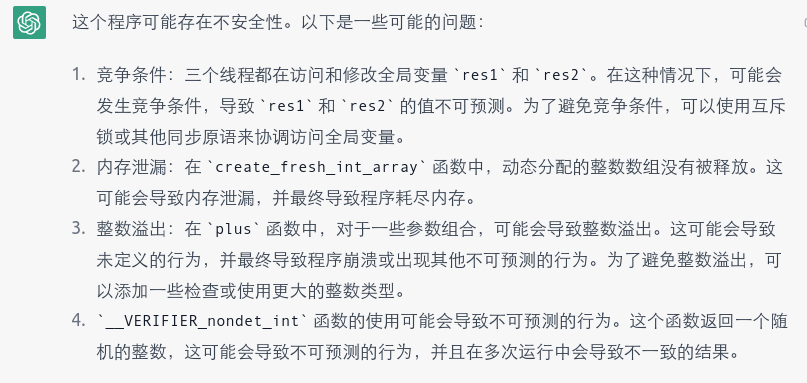 这个程序可能存在不安全性。以下是一些可能的问题：
1. 竞争条件：三个线程都在访问和修改全局变量 `res1` 和 `res2`。在这种情况下，可能会
发生竞争条件，导致 `res1` 和 `res2` 的值不可预测。为了避免竞争条件，可以使用互斥
锁或其他同步原语来协调访问全局变量。
2. 内存泄漏：在 `create_fresh_int_array` 函数中，动态分配的整数数组没有被释放。这
可能会导致内存泄漏，并最终导致程序耗尽内存。
3. 整数溢出：在 `plus` 函数中，对于一些参数组合，可能会导致整数溢出。这可能会导致
未定义的行为，并最终导致程序崩溃或出现其他不可预测的行为。为了避免整数溢出，可
以添加一些检查或使用更大的整数类型。
4. `__VERIFIER_nondet_int` 函数的使用可能会导致不可预测的行为。这个函数返回一个随
机的整数，这可能会导致不可预测的行为，并且在多次运行中会导致不一致的结果。